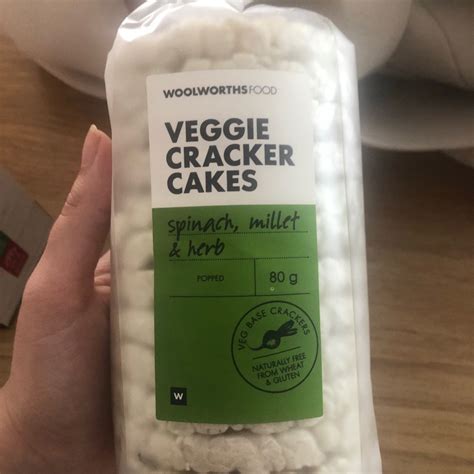 WOOLWORTHS FOOD
VEGGIE
CRACKER
CAKES
spinach, millet
& herb
POPPED 80 g
VEG BASE CRACKERS
NATURALLY FREE
FROM WHEAT
& GLUTEN
W